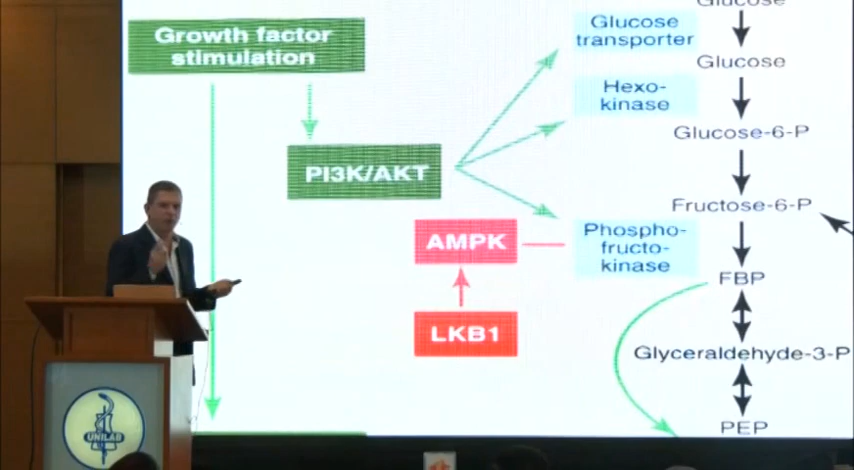 Glucose
Growth factor
stimulation
Glucose
transporter
Glucose
Hexo-
kinase
Glucose-6-P
PI3K/AKT
Fructose-6-P
AMPK
Phospho-
fructo-
kinase
FBP
LKB1
Glyceraldehyde-3-P
PEP
UNILAB